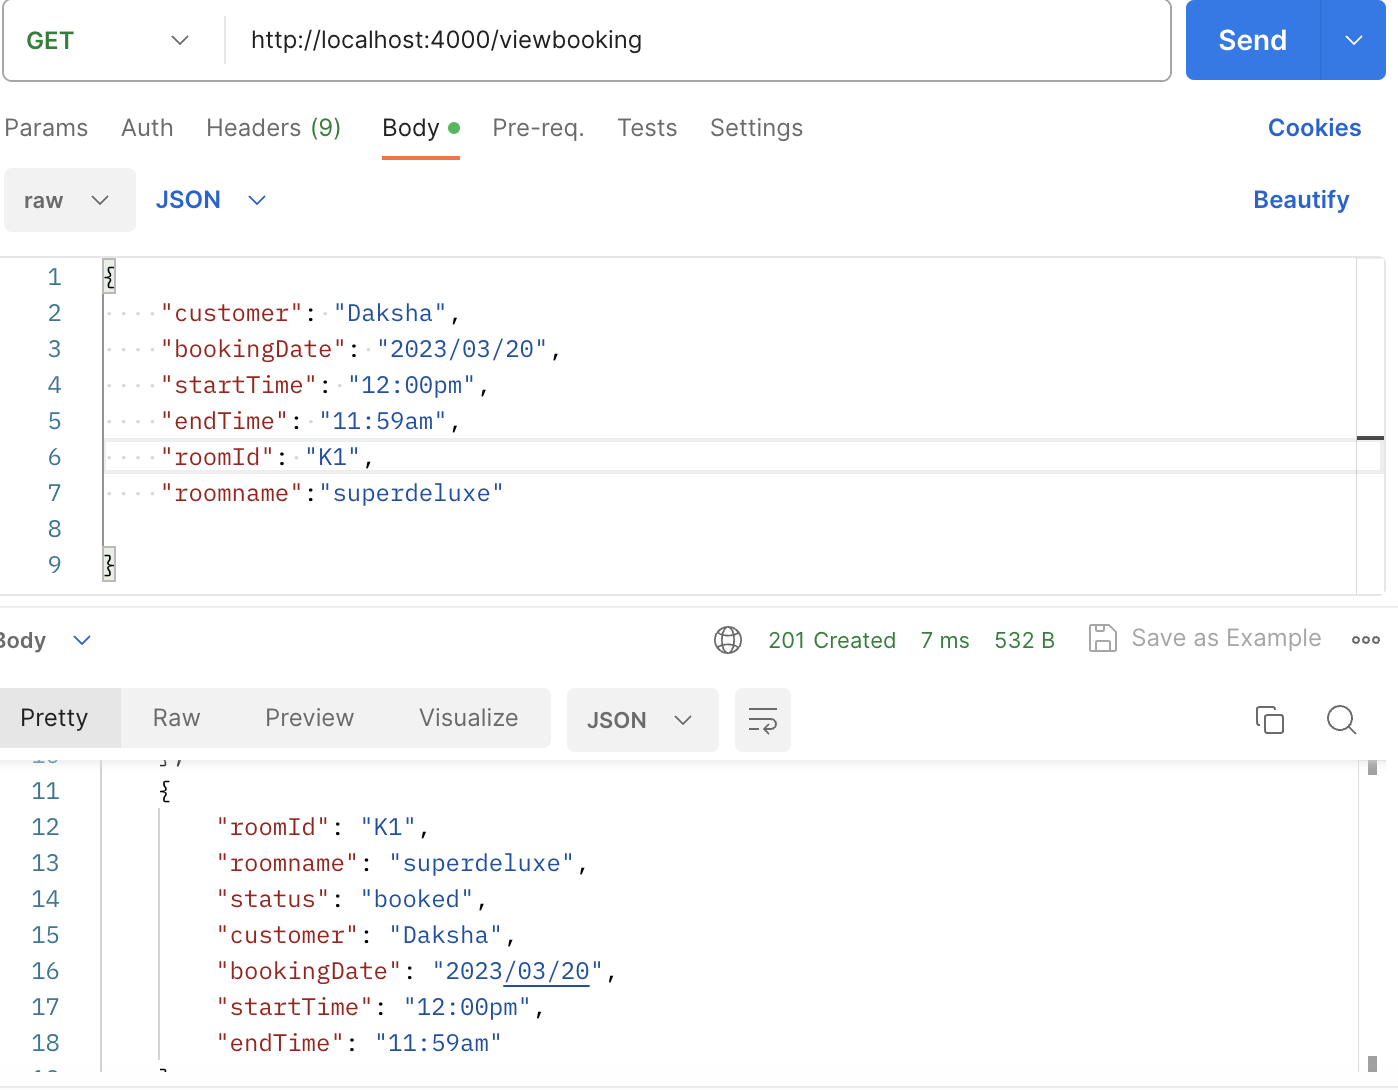 GET http://localhost:4000/viewbooking Send
Params Auth Headers (9) Body Pre-req. Tests Settings Cookies
raw JSON Beautify
1 {
2 "customer": "Daksha",
3 "bookingDate": "2023/03/20",
4 "startTime": "12:00pm",
5 "endTime": "11:59am",
6 "roomId": "K1",
7 "roomname":"superdeluxe"
8
9 }
Body 201 Created 7 ms 532 B Save as Example
Pretty Raw Preview Visualize JSON
11 {
12 "roomId": "K1",
13 "roomname": "superdeluxe",
14 "status": "booked",
15 "customer": "Daksha",
16 "bookingDate": "2023/03/20",
17 "startTime": "12:00pm",
18 "endTime": "11:59am"